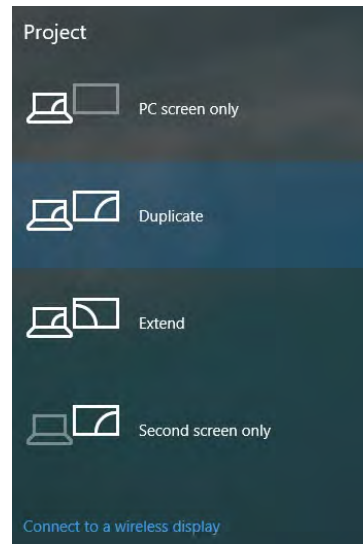 Project
PC screen only
Duplicate
Extend
Second screen only
Connect to a wireless display